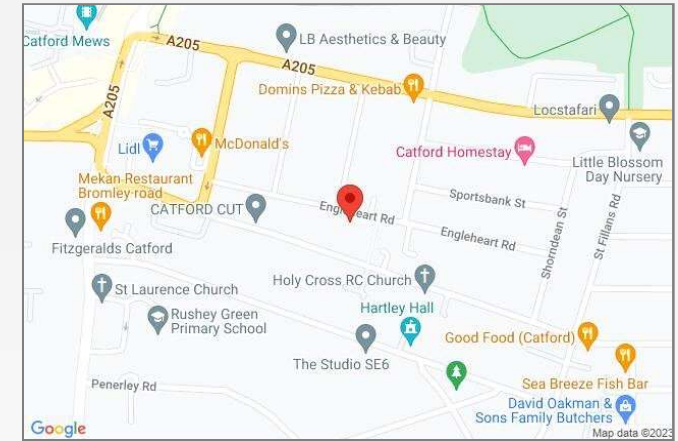 Catford Mews
LB Aesthetics & Beauty
A205
A205
A205
Domins Pizza & Kebab
Locstafari
Lidl
McDonald's
Catford Homestay
Little Blossom
Day Nursery
Mekan Restaurant
Bromley road
Sportsbank St
CATFORD CUT
Engleheart Rd
Engleheart Rd
Shorndean St
St Fillans Rd
Fitzgeralds Catford
Holy Cross RC Church
St Laurence Church
Hartley Hall
Rushey Green
Primary School
Good Food (Catford)
The Studio SE6
Sea Breeze Fish Bar
Penerley Rd
David Oakman &
Sons Family Butchers
Google
Map data ©2023